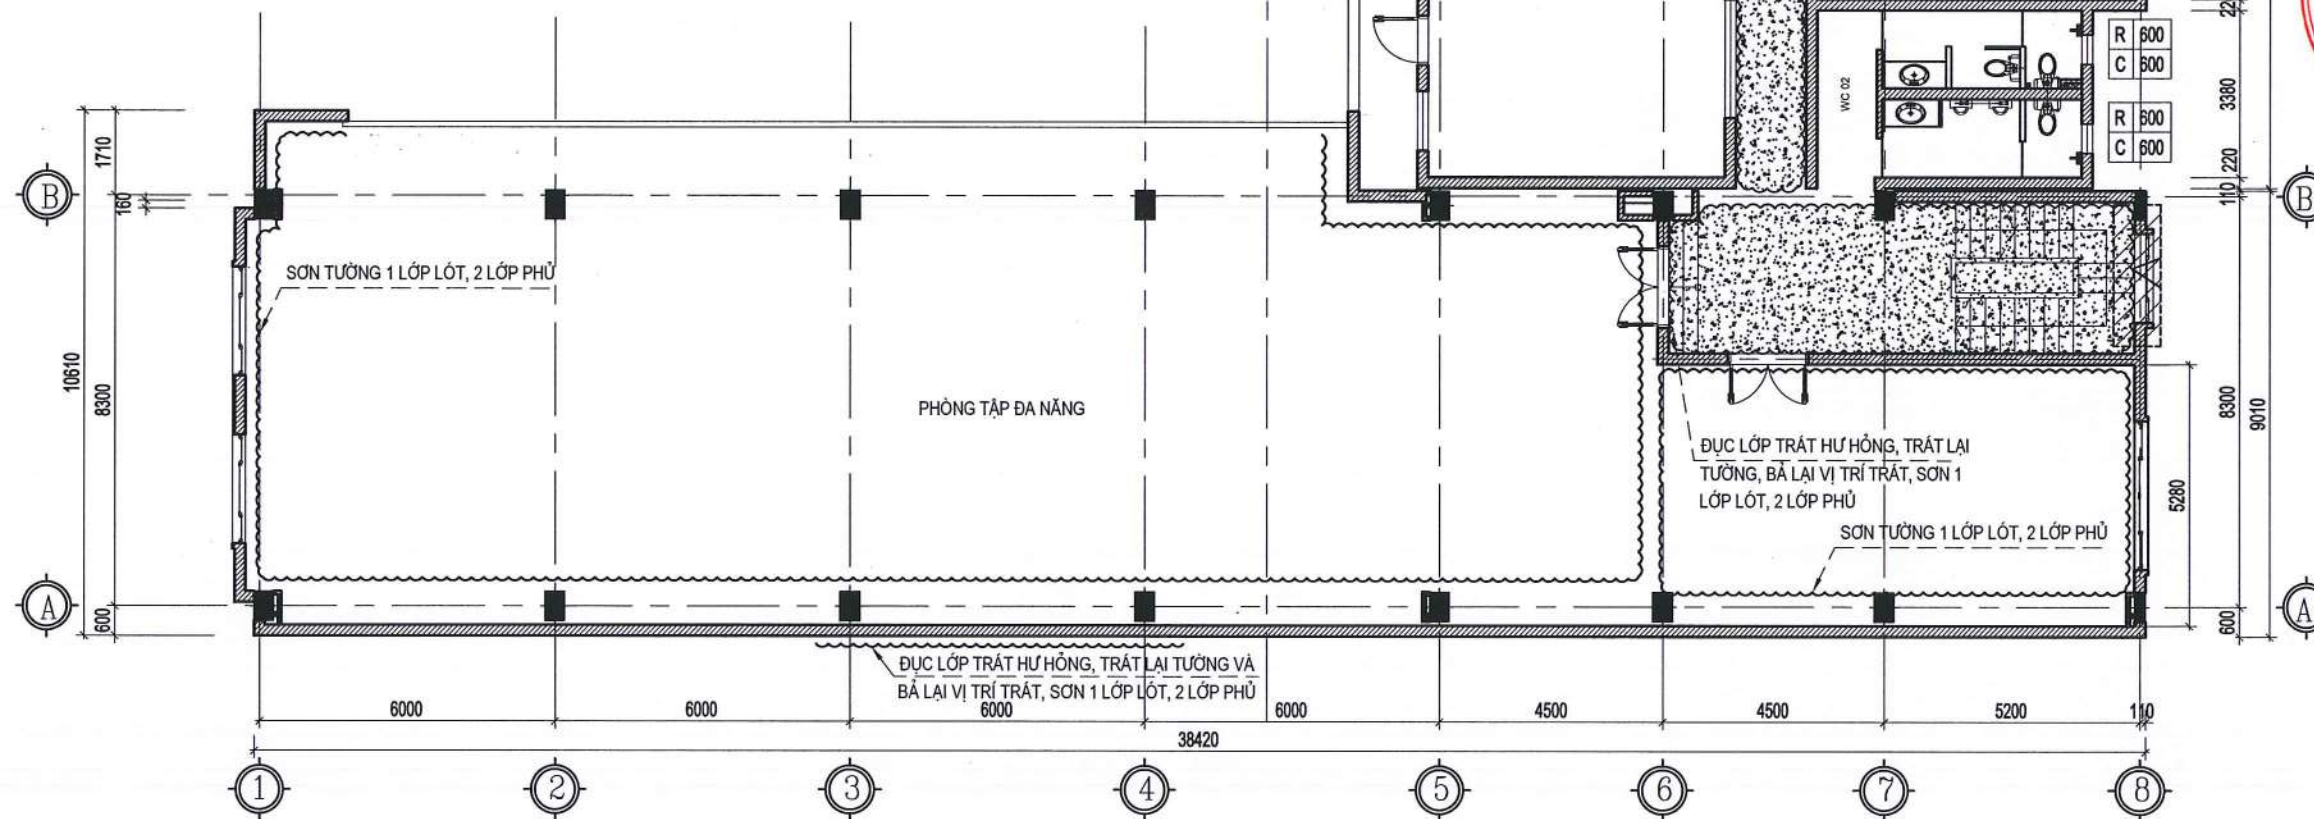 22
R 600
C 600
WC 02
3380
R 600
C 600
1710
220
B
160
110
B
SƠN TƯỜNG 1 LỚP LÓT, 2 LỚP PHỦ
10610
8300
PHÒNG TẬP ĐA NĂNG
8300
9010
ĐỤC LỚP TRÁT HƯ HỎNG, TRÁT LẠI
TƯỜNG, BẢ LẠI VỊ TRÍ TRÁT, SƠN 1
LỚP LÓT, 2 LỚP PHỦ
5280
SƠN TƯỜNG 1 LỚP LÓT, 2 LỚP PHỦ
A
600
600
A
ĐỤC LỚP TRÁT HƯ HỎNG, TRÁT LẠI TƯỜNG VÀ
BẢ LẠI VỊ TRÍ TRÁT, SƠN 1 LỚP LÓT, 2 LỚP PHỦ
6000 6000 6000 6000 4500 4500 5200 110
38420
1 2 3 4 5 6 7 8